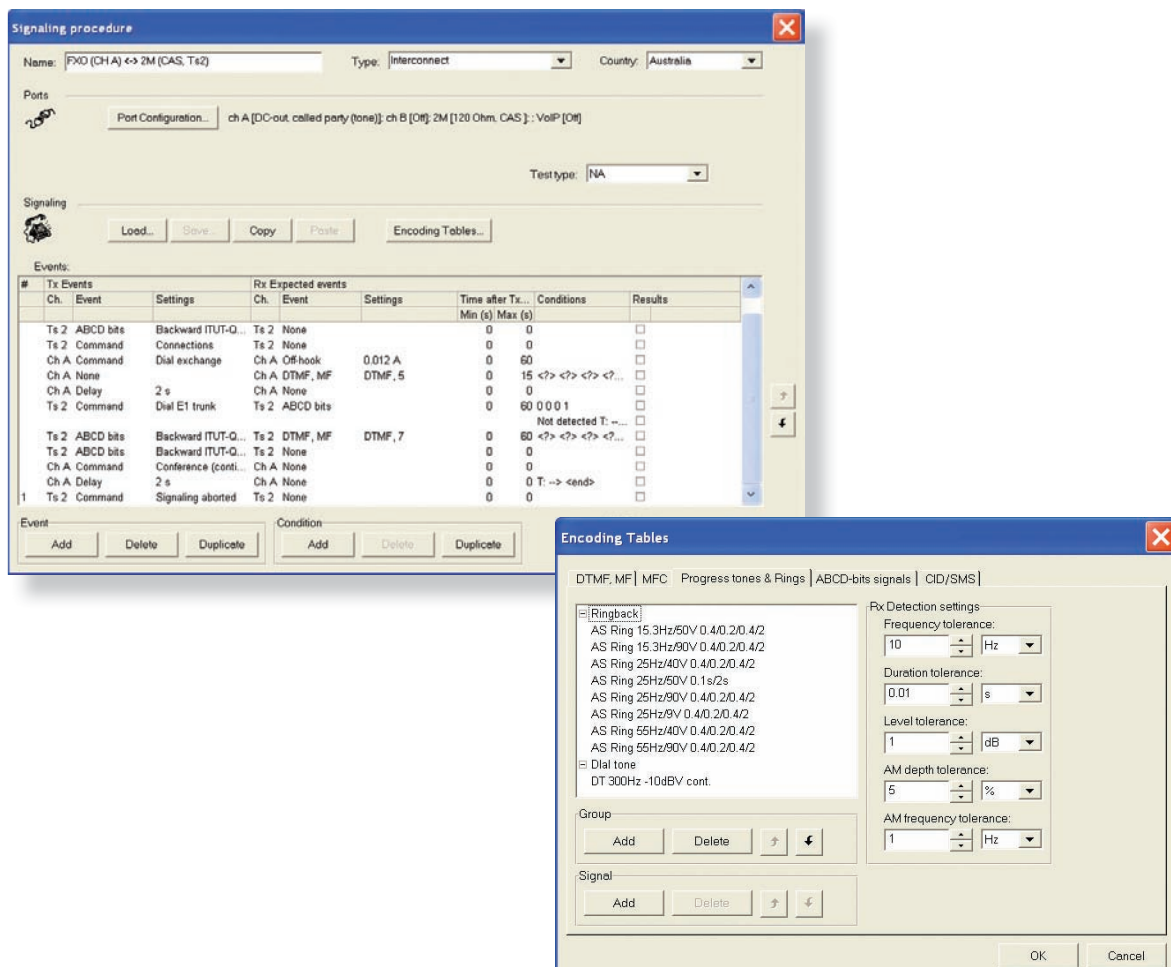 Signaling procedure
Name: FXO (CH A) <-> 2M (CAS, Ts2) Type: Interconnect Country: Australia
Ports
Port Configuration... ch A [DC-out, called party (tone)]: ch B [Off]: 2M [120 Ohm, CAS ]: : VoIP [Off]
Test type: NA
Signaling
Load... Save... Copy Paste Encoding Tables...
Events:
# Tx Events Rx Expected events
Ch. Event Settings Ch. Event Settings Time after Tx... Conditions Results
Min (s) Max (s)
Ts 2 ABCD bits Backward ITUT-Q... Ts 2 None 0 0
Ts 2 Command Connections Ts 2 None 0 0
Ch A Command Dial exchange Ch A Off-hook 0.012 A 0 60
Ch A None Ch A DTMF, MF DTMF, 5 0 15 <?> <?> <?> <?...
Ch A Delay 2 s Ch A None 0 0
Ts 2 Command Dial E1 trunk Ts 2 ABCD bits 0 60 0 0 0 1
Not detected T: --...
Ts 2 ABCD bits Backward ITUT-Q... Ts 2 DTMF, MF DTMF, 7 0 60 <?> <?> <?> <?...
Ts 2 ABCD bits Backward ITUT-Q... Ts 2 None 0 0
Ch A Command Conference (conti... Ch A None 0 0
Ch A Delay 2 s Ch A None 0 0 T: --> <end>
1 Ts 2 Command Signaling aborted Ts 2 None 0 0
Event Condition
Add Delete Duplicate Add Delete Duplicate
Encoding Tables
DTMF, MF MFC Progress tones & Rings ABCD-bits signals CID/SMS
Ringback
AS Ring 15.3Hz/50V 0.4/0.2/0.4/2
AS Ring 15.3Hz/90V 0.4/0.2/0.4/2
AS Ring 25Hz/40V 0.4/0.2/0.4/2
AS Ring 25Hz/50V 0.1s/2s
AS Ring 25Hz/90V 0.4/0.2/0.4/2
AS Ring 25Hz/9V 0.4/0.2/0.4/2
AS Ring 55Hz/40V 0.4/0.2/0.4/2
AS Ring 55Hz/90V 0.4/0.2/0.4/2
Dial tone
DT 300Hz -10dBV cont.
Group
Add Delete
Signal
Add Delete
Rx Detection settings
Frequency tolerance:
10 Hz
Duration tolerance:
0.01 s
Level tolerance:
1 dB
AM depth tolerance:
5 %
AM frequency tolerance:
1 Hz
OK Cancel